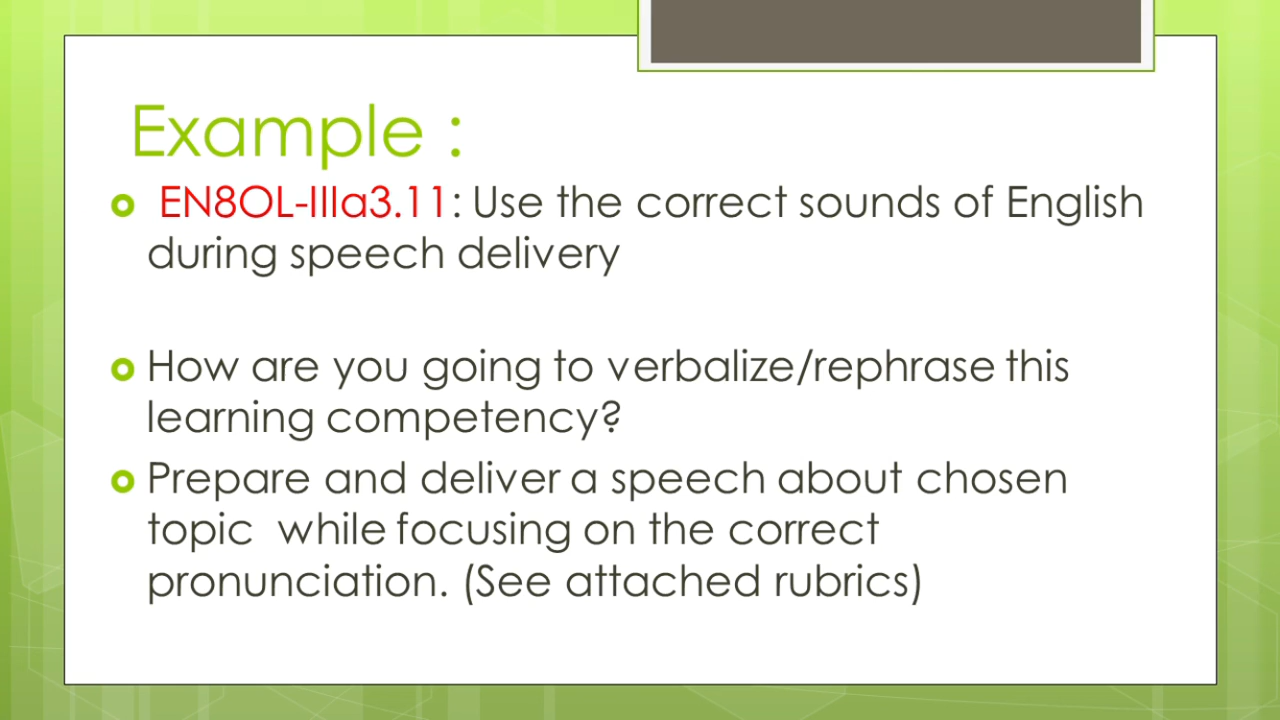 Example :
EN8OL-IIIa3.11: Use the correct sounds of English
during speech delivery
How are you going to verbalize/rephrase this
learning competency?
Prepare and deliver a speech about chosen
topic  while focusing on the correct
pronunciation. (See attached rubrics)